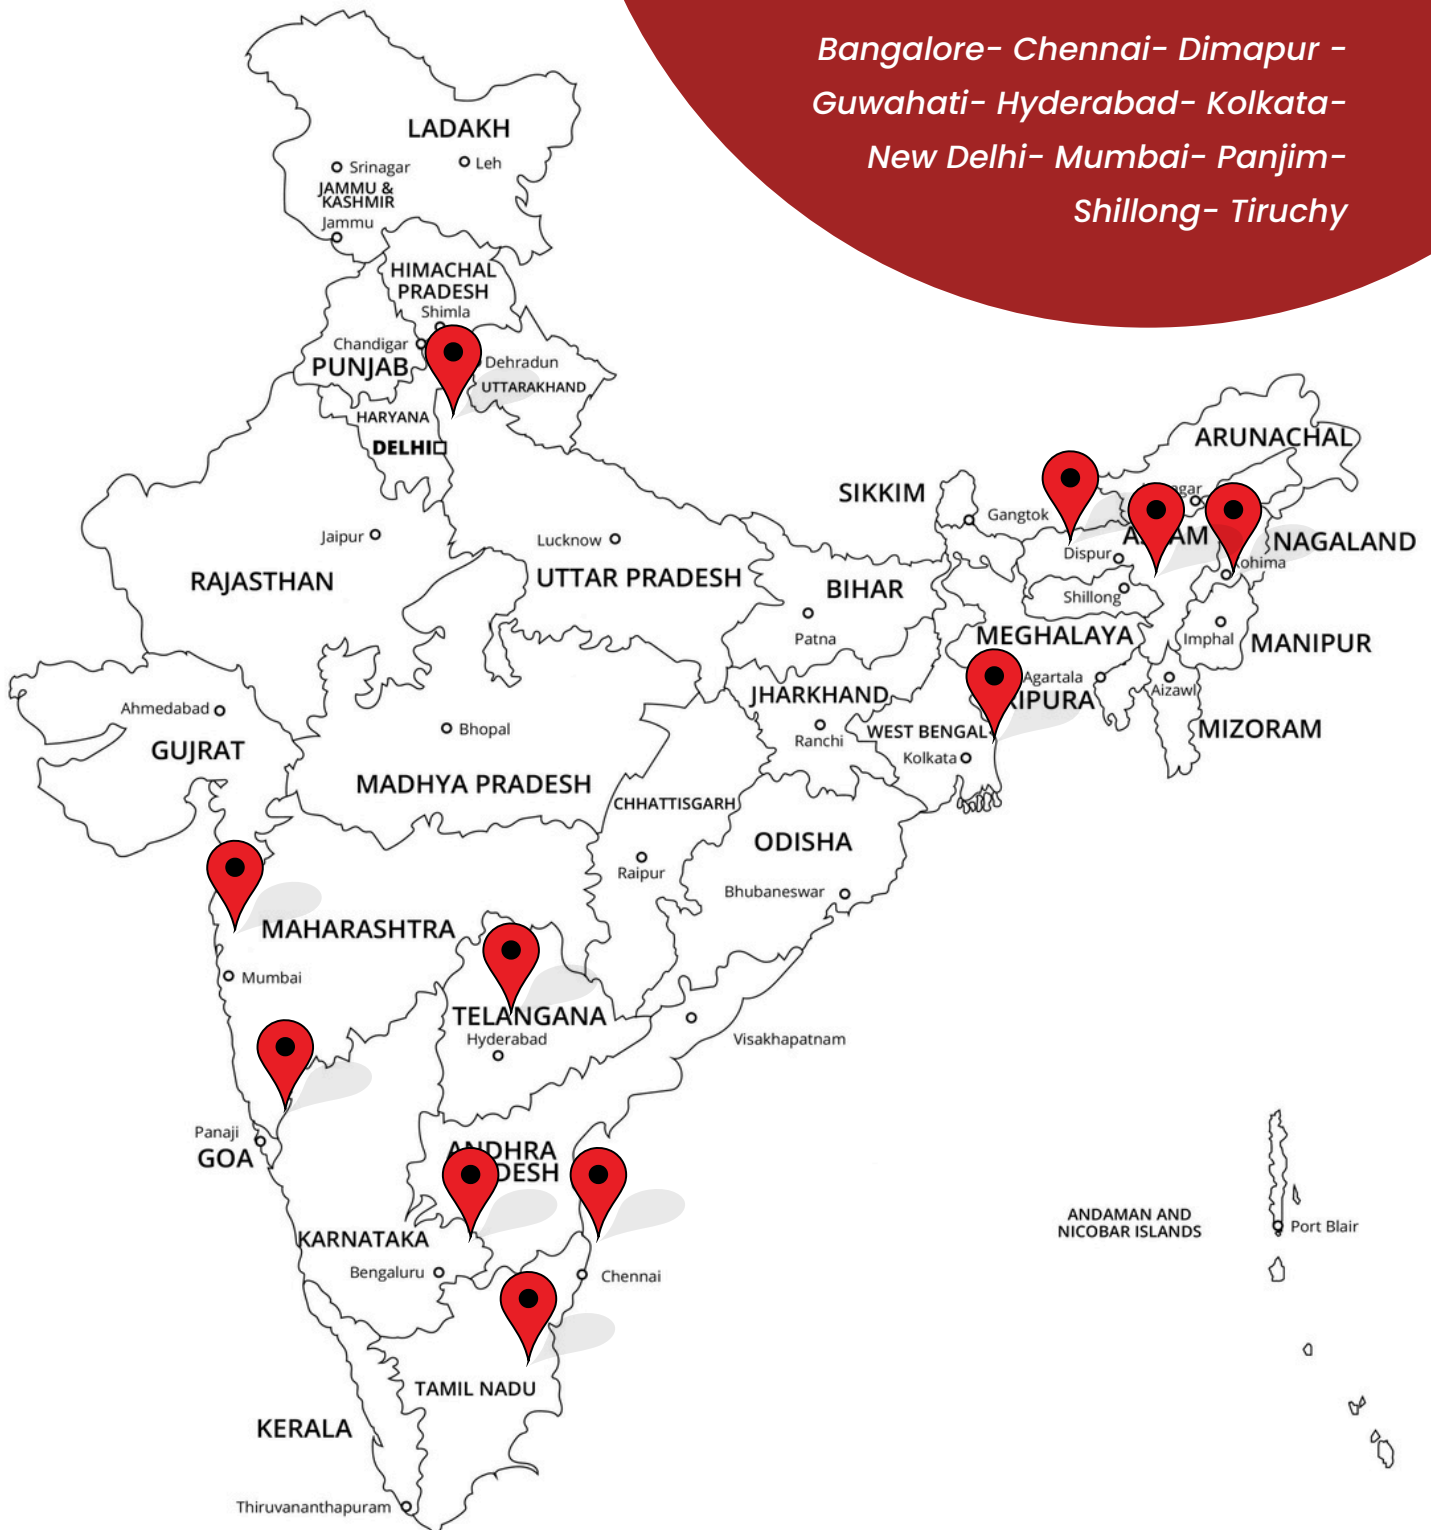 Bangalore- Chennai- Dimapur -
Guwahati- Hyderabad- Kolkata-
New Delhi- Mumbai- Panjim-
Shillong- Tiruchy
LADAKH
Srinagar
Leh
JAMMU &
KASHMIR
Jammu
HIMACHAL
PRADESH
Shimla
Chandigar
PUNJAB
Dehradun
UTTARAKHAND
HARYANA
DELHI
ARUNACHAL
SIKKIM
Gangtok
NAGALAND
Dispur
Jaipur
Lucknow
RAJASTHAN
UTTAR PRADESH
BIHAR
Shillong
Patna
MEGHALAYA
Imphal
MANIPUR
Agartala
Aizawl
JHARKHAND
Ranchi
WEST BENGAL
Kolkata
MIZORAM
Ahmedabad
GUJRAT
Bhopal
MADHYA PRADESH
CHHATTISGARH
ODISHA
Raipur
Bhubaneswar
MAHARASHTRA
Mumbai
TELANGANA
Hyderabad
Visakhapatnam
Panaji
GOA
ANDHRA
KARNATAKA
Bengaluru
Chennai
ANDAMAN AND
NICOBAR ISLANDS
Port Blair
TAMIL NADU
KERALA
Thiruvananthapuram